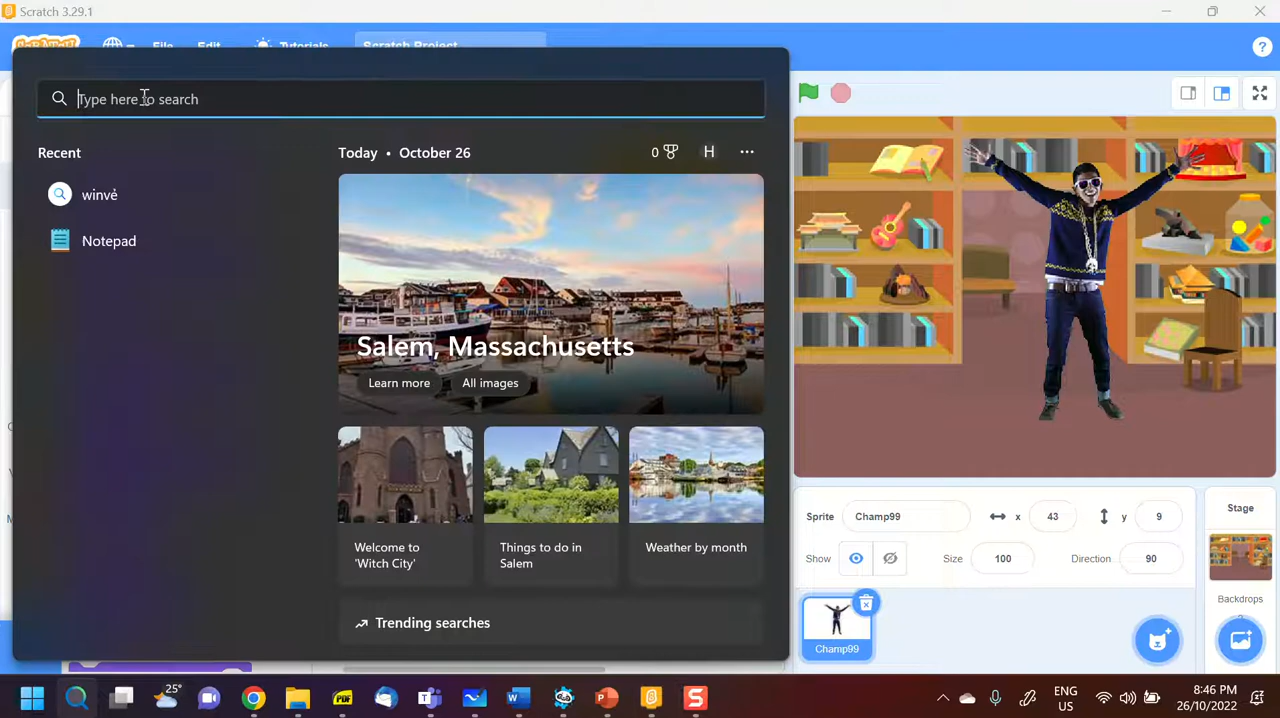 Scratch 3.29.1
SCRATCH File Edit Tutorials Scratch Project
Type here to search
Recent
winvẻ
Notepad
Today • October 26
0
H
Salem, Massachusetts
Learn more
All images
Welcome to
'Witch City'
Things to do in
Salem
Weather by month
Trending searches
Sprite Champ99 x 43 y 9
Show Size 100 Direction 90
Champ99
Stage
Backdrops
25°
PDF
ENG
US
8:46 PM
26/10/2022